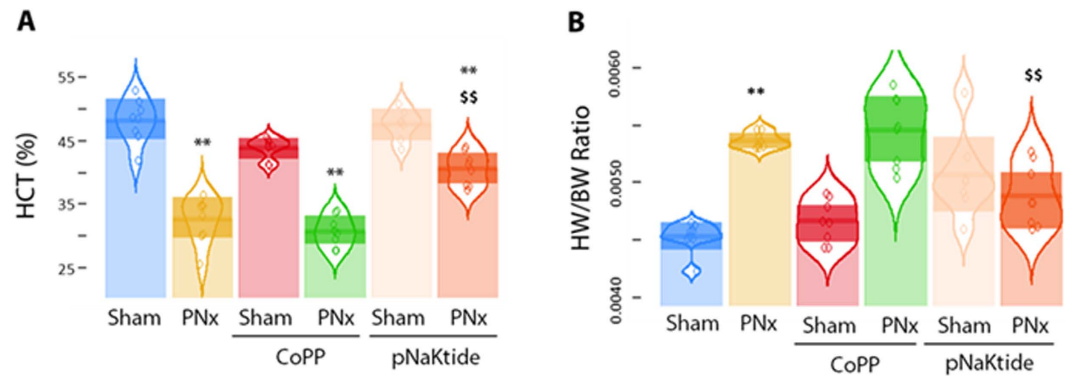 A
HCT (%)
55
45
35
25
**
**
**
$$
Sham PNx Sham PNx Sham PNx
CoPP pNaKtide
B
HW/BW Ratio
0.0060
0.0050
0.0040
**
$$
Sham PNx Sham PNx Sham PNx
CoPP pNaKtide